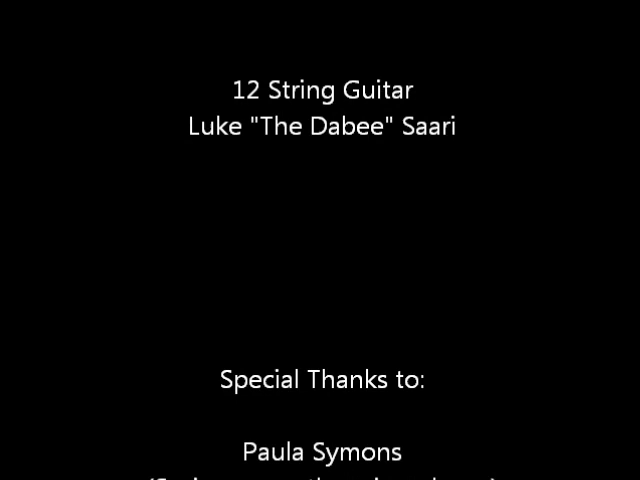 12 String Guitar
Luke "The Dabee" Saari
Special Thanks to:
Paula Symons